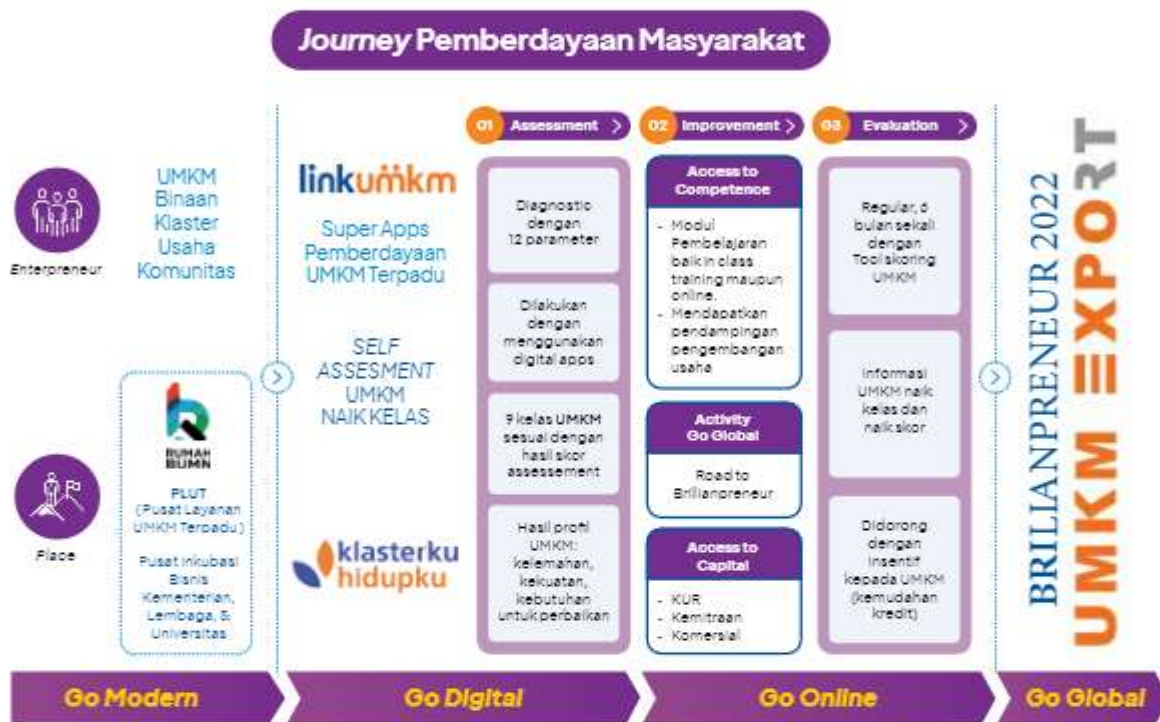 Journey Pemberdayaan Masyarakat
Enterpreneur
UMKM
Binaan
Klaster
Usaha
Komunitas
Place
RUMAH
BUMN
PLUT
(Pusat Layanan
UMKM Terpadu)
Pusat Inkubasi
Bisnis
Kementerian,
Lembaga, &
Universitas
linkumkm
Super Apps
Pemberdayaan
UMKM Terpadu
SELF
ASSESMENT
UMKM
NAIK KELAS
klasterku
hidupku
01 Assessment
Diagnostic
dengan
12 parameter
Dilakukan
dengan
menggunakan
digital apps
9 kelas UMKM
sesuai dengan
hasil skor
assessement
Hasil profil
UMKM:
kelemahan,
kekuatan,
kebutuhan
untuk perbaikan
02 Improvement
Access to
Competence
- Modul
Pembelajaran
baik in class
training maupun
online.
- Mendapatkan
pendampingan
pengembangan
usaha
Activity
Go Global
Road to
Brilianpreneur
Access to
Capital
- KUR
- Kemitraan
- Komersial
03 Evaluation
Regular, 6
bulan sekali
dengan
Tool skoring
UMKM
Informasi
UMKM naik
kelas dan
naik skor
Didorong
dengan
insentif
kepada UMKM
(kemudahan
kredit)
BRILIANPRENEUR 2022
UMKM EXPORT
Go Modern
Go Digital
Go Online
Go Global